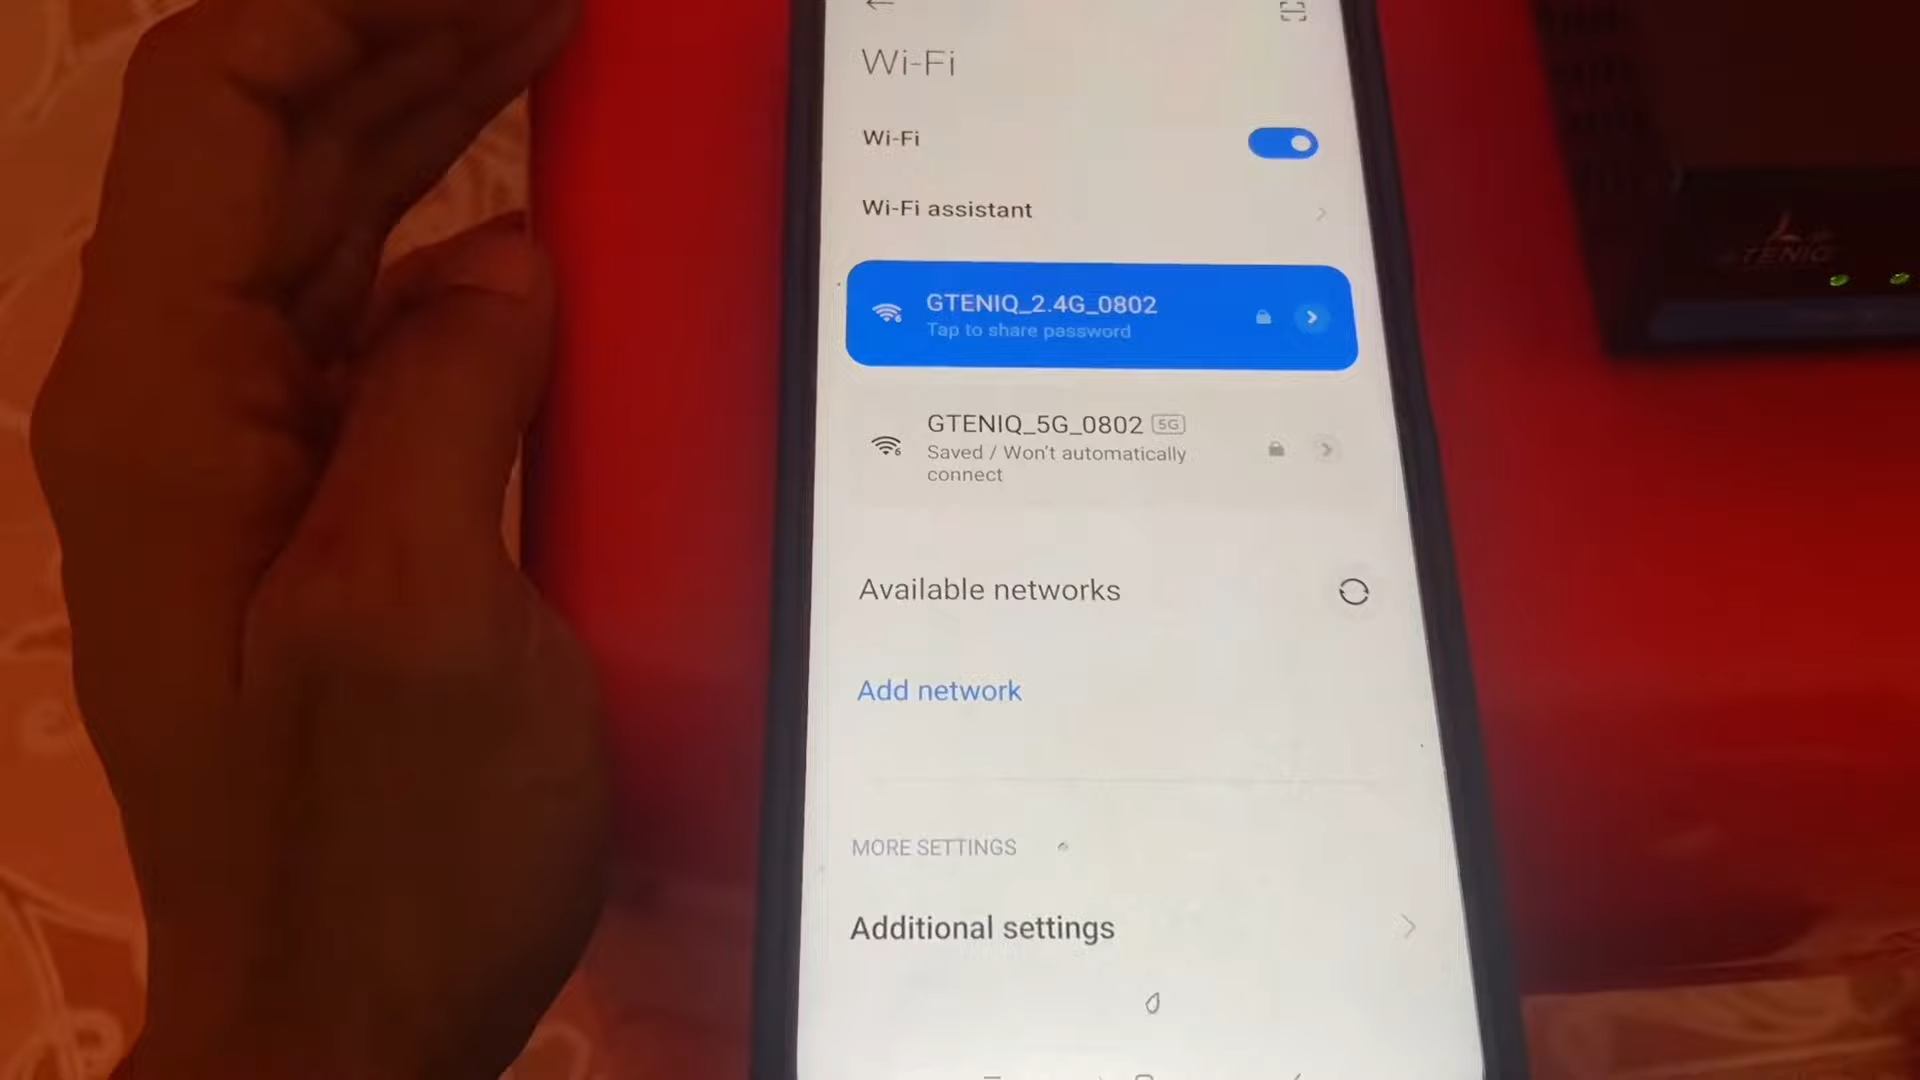 Wi-Fi
Wi-Fi
Wi-Fi assistant
GTENIQ_2.4G_0802
Tap to share password
GTENIQ_5G_0802 5G
Saved / Won't automatically
connect
Available networks
Add network
MORE SETTINGS
Additional settings